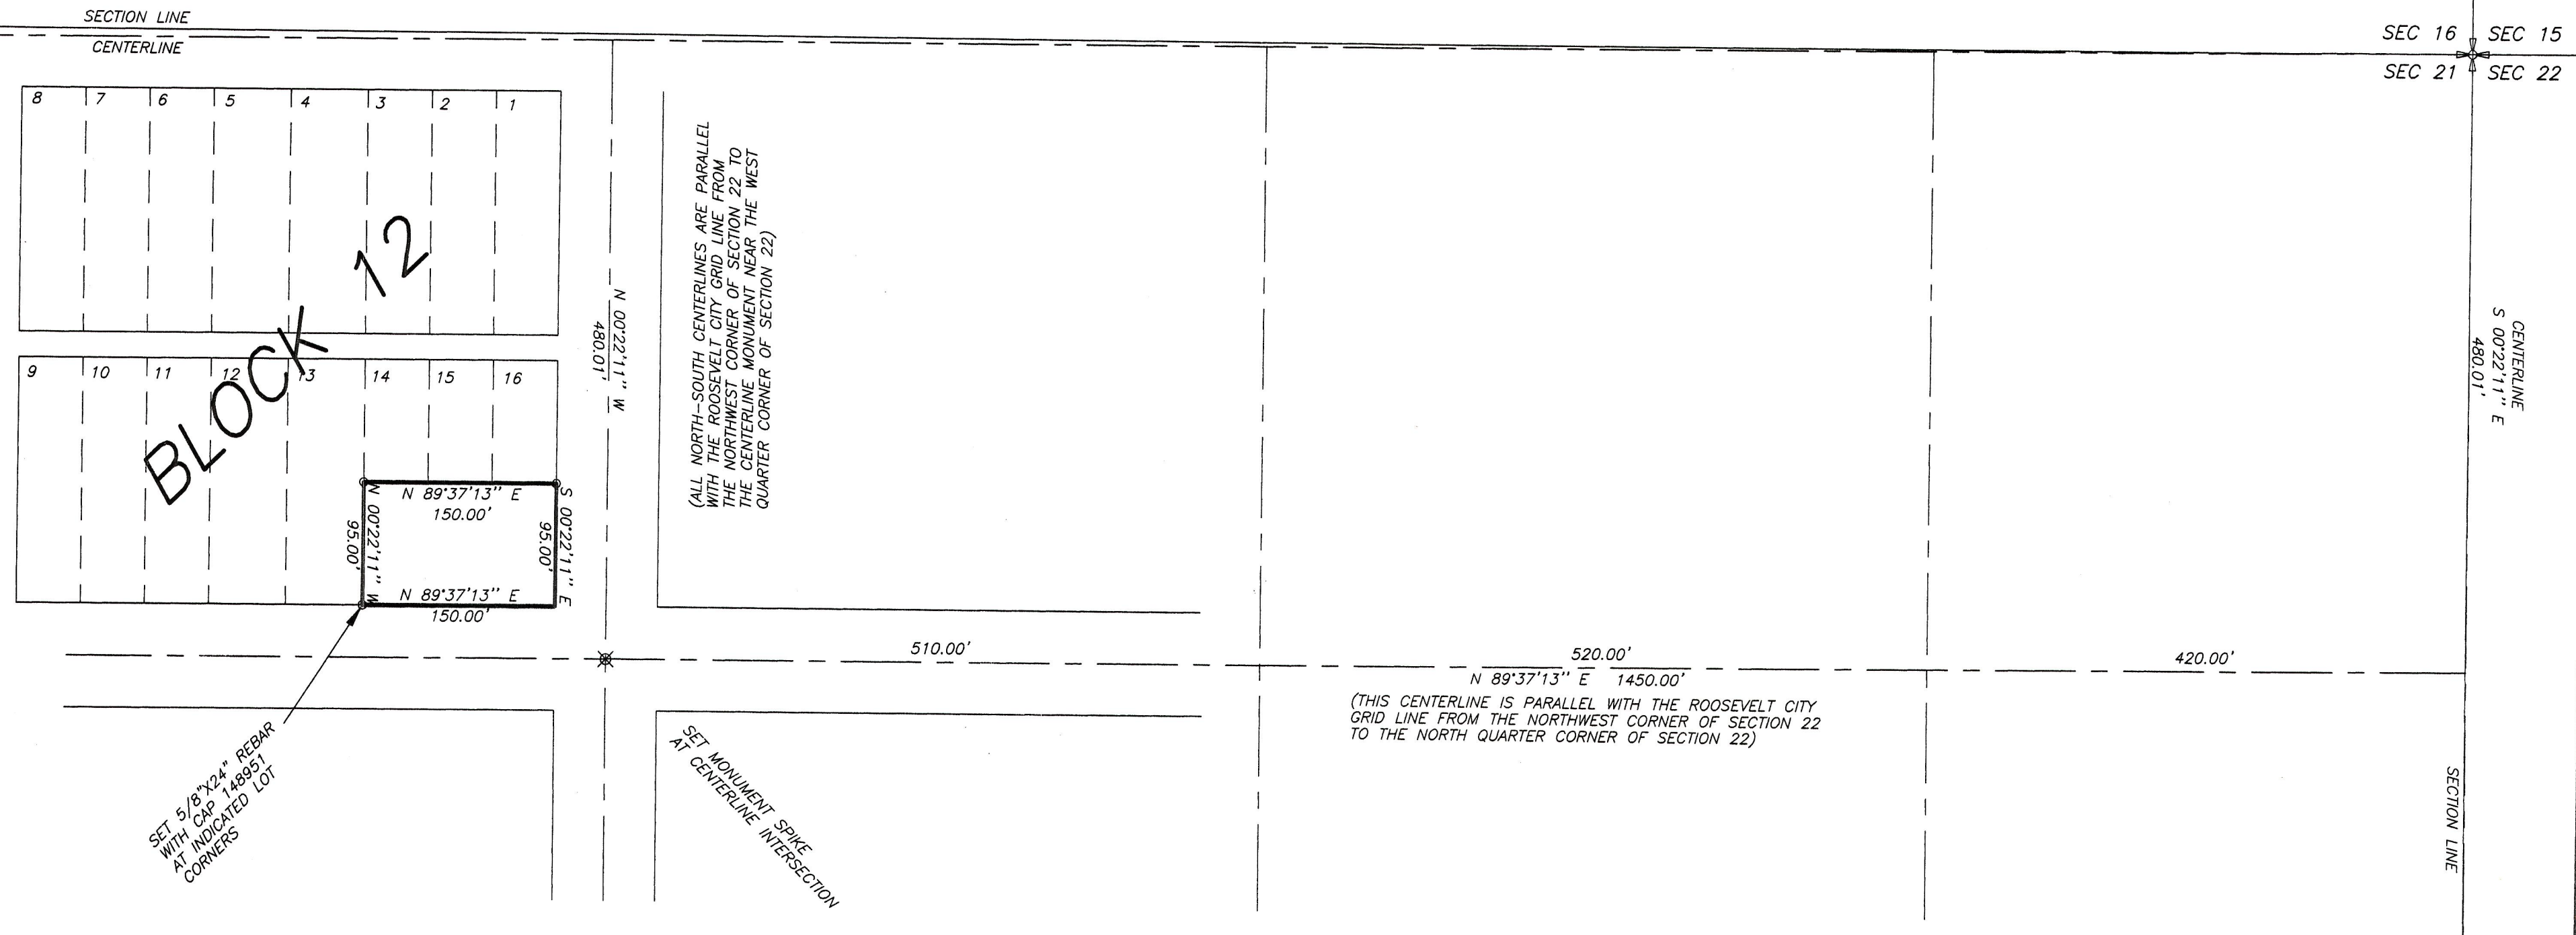 SECTION LINE
CENTERLINE
SEC 16
SEC 15
SEC 21
SEC 22
8
7
6
5
4
3
2
1
BLOCK 12
9
10
11
12
13
14
15
16
N 00°22'11" W
480.01'
(ALL NORTH-SOUTH CENTERLINES ARE PARALLEL
WITH THE ROOSEVELT CITY GRID LINE FROM
THE NORTHWEST CORNER OF SECTION 22 TO
THE CENTERLINE MONUMENT NEAR THE WEST
QUARTER CORNER OF SECTION 22)
CENTERLINE
S 00°22'11" E
480.01'
N 89°37'13" E
150.00'
N 00°22'11" W
95.00'
S 00°22'11" E
95.00'
N 89°37'13" E
150.00'
510.00'
520.00'
420.00'
N 89°37'13" E 1450.00'
(THIS CENTERLINE IS PARALLEL WITH THE ROOSEVELT CITY
GRID LINE FROM THE NORTHWEST CORNER OF SECTION 22
TO THE NORTH QUARTER CORNER OF SECTION 22)
SET 5/8"X24" REBAR
WITH CAP 148951
AT INDICATED LOT
CORNERS
SET MONUMENT SPIKE
AT CENTERLINE INTERSECTION
SECTION LINE